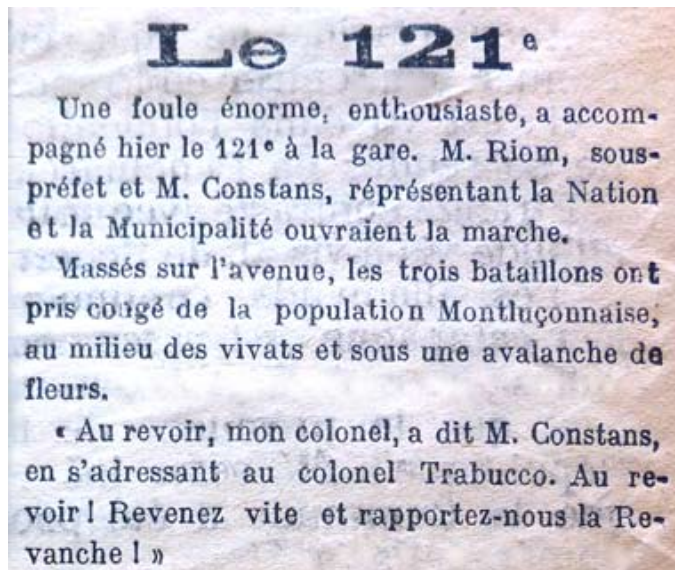 Le 121e
Une foule énorme, enthousiaste, a accom-
pagné hier le 121e à la gare. M. Riom, sous-
préfet et M. Constans, réprésentant la Nation
et la Municipalité ouvraient la marche.
Massés sur l'avenue, les trois bataillons ont
pris congé de la population Montluçonnaise,
au milieu des vivats et sous une avalanche de
fleurs.
« Au revoir, mon colonel, a dit M. Constans,
en s'adressant au colonel Trabucco. Au re-
voir ! Revenez vite et rapportez-nous la Re-
vanche ! »